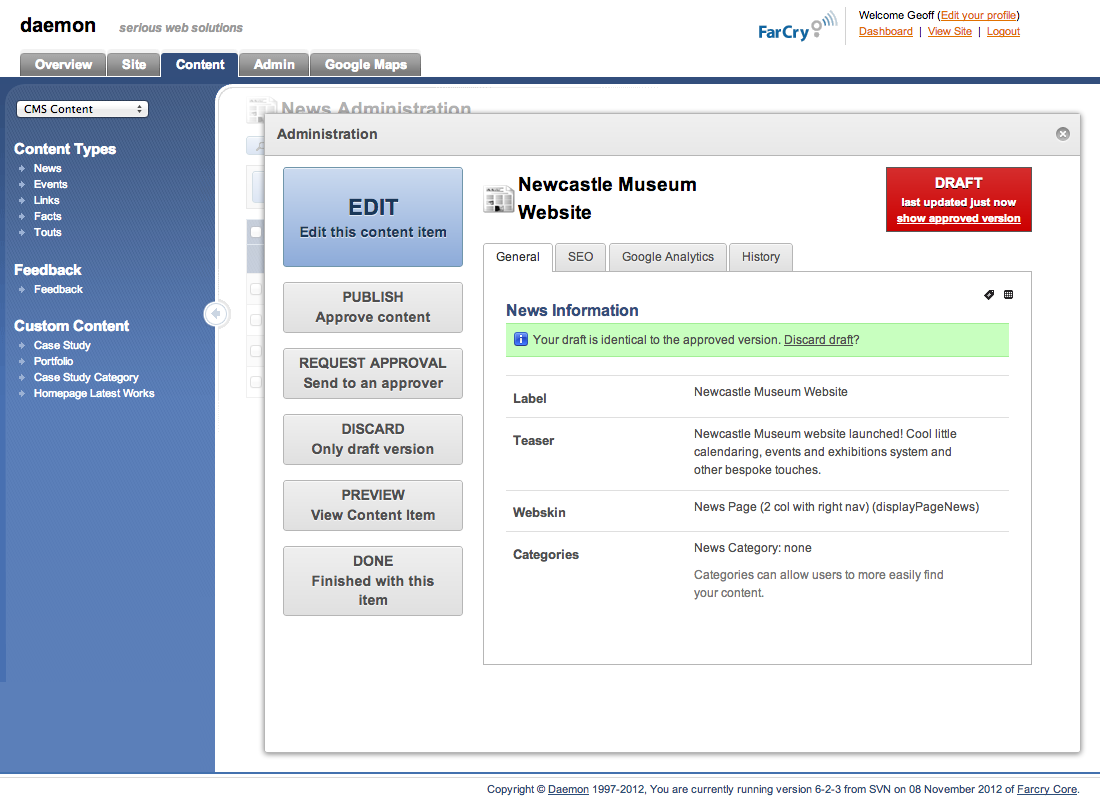 daemon serious web solutions
FarCry
Welcome Geoff (Edit your profile)
Dashboard | View Site | Logout
Overview Site Content Admin Google Maps
CMS Content
Content Types
News
Events
Links
Facts
Touts
Feedback
Feedback
Custom Content
Case Study
Portfolio
Case Study Category
Homepage Latest Works
News Administration
Administration
EDIT
Edit this content item
PUBLISH
Approve content
REQUEST APPROVAL
Send to an approver
DISCARD
Only draft version
PREVIEW
View Content Item
DONE
Finished with this
item
Newcastle Museum
Website
DRAFT
last updated just now
show approved version
General SEO Google Analytics History
News Information
Your draft is identical to the approved version. Discard draft?
Label Newcastle Museum Website
Teaser Newcastle Museum website launched! Cool little
calendaring, events and exhibitions system and
other bespoke touches.
Webskin News Page (2 col with right nav) (displayPageNews)
Categories News Category: none
Categories can allow users to more easily find
your content.
Copyright © Daemon 1997-2012, You are currently running version 6-2-3 from SVN on 08 November 2012 of Farcry Core.